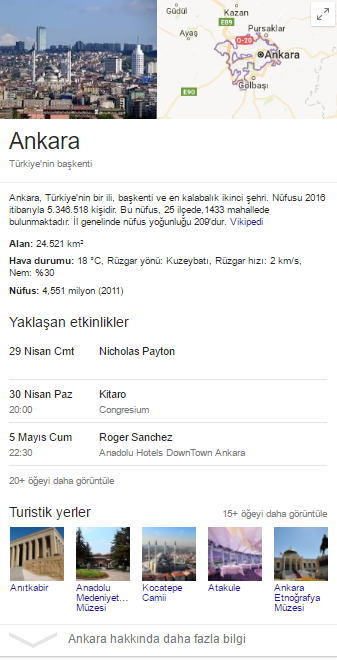 Güdül
Kazan
E89
Pursaklar
Ayaş
O-20
Ankara
Gölbaşı
E90
Ankara
Türkiye'nin başkenti
Ankara, Türkiye'nin bir ili, başkenti ve en kalabalık ikinci şehri. Nüfusu 2016
itibarıyla 5.346.518 kişidir. Bu nüfus, 25 ilçede,1433 mahallede
bulunmaktadır. İl genelinde nüfus yoğunluğu 209'dur. Vikipedi
Alan: 24.521 km²
Hava durumu: 18 °C, Rüzgar yönü: Kuzeybatı, Rüzgar hızı: 2 km/s,
Nem: %30
Nüfus: 4,551 milyon (2011)
Yaklaşan etkinlikler
29 Nisan Cmt Nicholas Payton
30 Nisan Paz Kitaro
20:00 Congresium
5 Mayıs Cum Roger Sanchez
22:30 Anadolu Hotels DownTown Ankara
20+ öğeyi daha görüntüle
Turistik yerler 15+ öğeyi daha görüntüle
Anıtkabir Anadolu Kocatepe Atakule Ankara
Medeniyet... Camii Etnoğrafya
Müzesi Müzesi
Ankara hakkında daha fazla bilgi